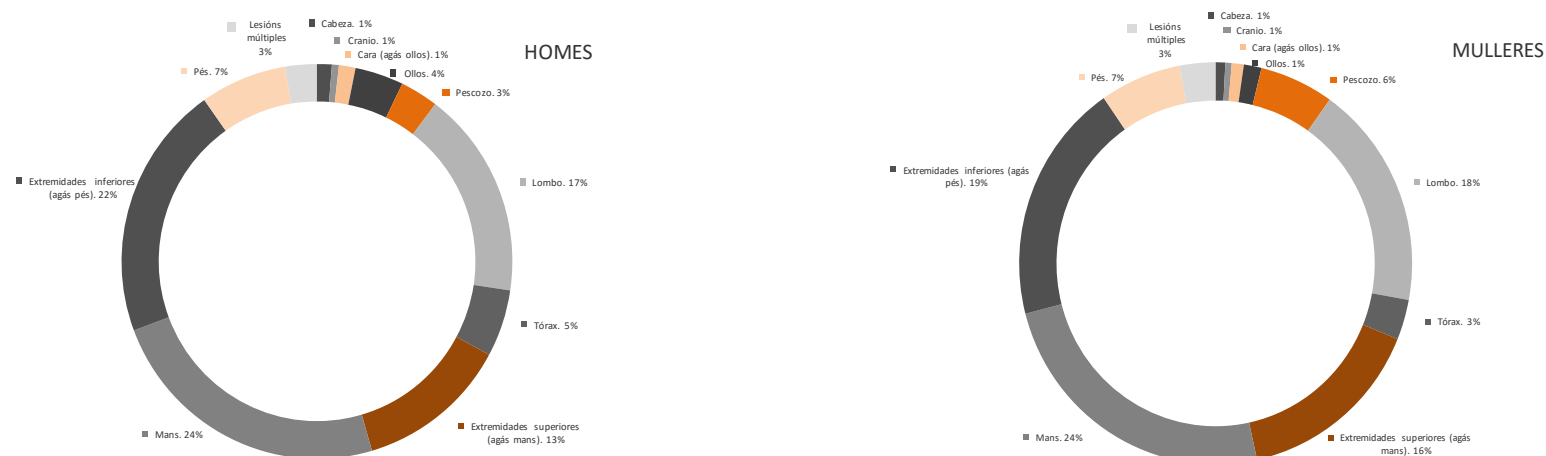 HOMES
Cabeza. 1%
Cranio. 1%
Cara (agás ollos). 1%
Ollos. 4%
Pescozo. 3%
Lombo. 17%
Tórax. 5%
Extremidades superiores
(agás mans). 13%
Mans. 24%
Extremidades inferiores
(agás pés). 22%
Pés. 7%
Lesións
múltiples
3%
MULLERES
Cabeza. 1%
Cranio. 1%
Cara (agás ollos). 1%
Ollos. 1%
Pescozo. 6%
Lombo. 18%
Tórax. 3%
Extremidades superiores (agás
mans). 16%
Mans. 24%
Extremidades inferiores (agás
pés). 19%
Pés. 7%
Lesións
múltiples
3%